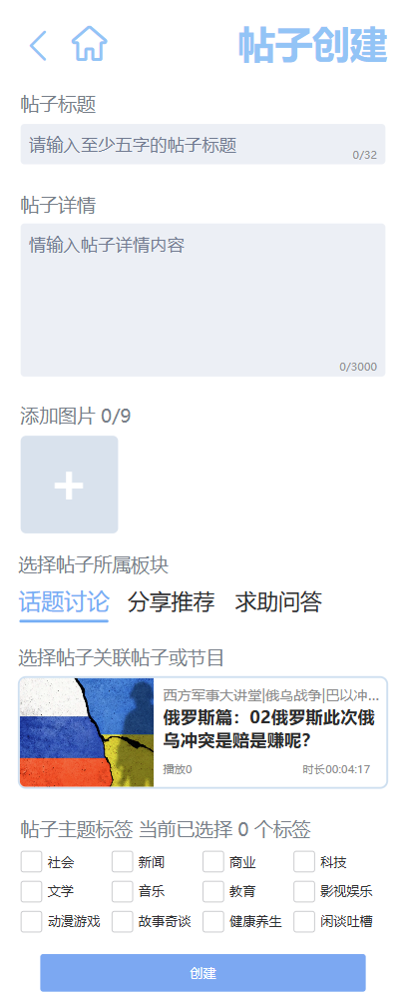 帖子创建
帖子标题
请输入至少五字的帖子标题
0/32
帖子详情
情输入帖子详情内容
0/3000
添加图片 0/9
选择帖子所属板块
话题讨论 分享推荐 求助问答
选择帖子关联帖子或节目
西方军事大讲堂|俄乌战争|巴以冲...
俄罗斯篇：02俄罗斯此次俄
乌冲突是赔是赚呢？
播放0 时长00:04:17
帖子主题标签 当前已选择 0 个标签
社会 新闻 商业 科技
文学 音乐 教育 影视娱乐
动漫游戏 故事奇谈 健康养生 闲谈吐槽
创建